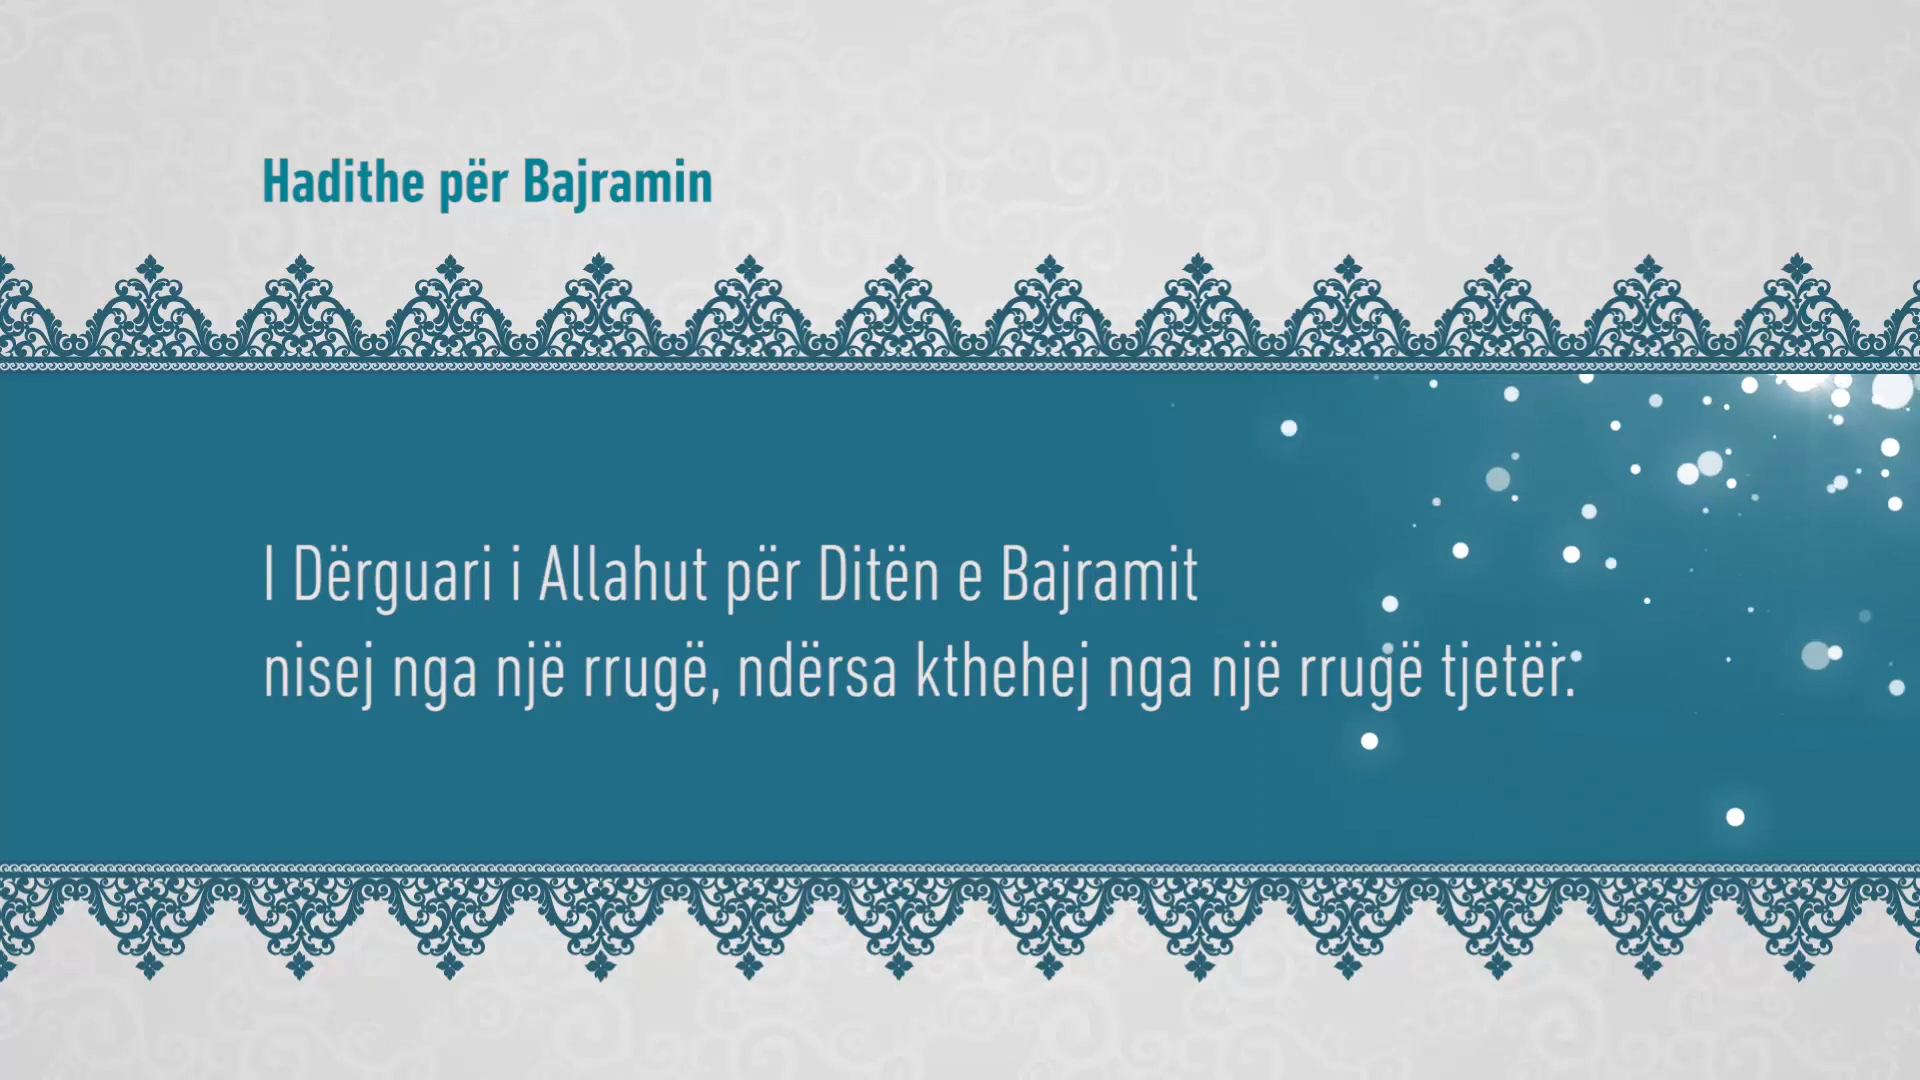 Hadithe për Bajramin
I Dërguari i Allahut për Ditën e Bajramit
nisej nga një rrugë, ndërsa kthehej nga një rrugë tjetër.